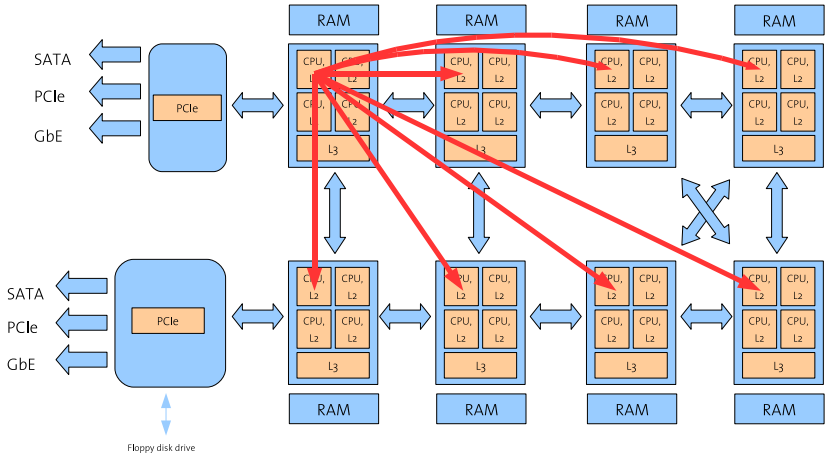 RAM RAM RAM RAM
SATA
PCIe
GbE
PCIe
CPU, L2 CPU, L2 CPU, L2 CPU, L2 CPU, L2 CPU, L2 CPU, L2 CPU, L2
CPU, L2 CPU, L2 CPU, L2 CPU, L2 CPU, L2 CPU, L2 CPU, L2 CPU, L2
L3 L3 L3 L3
SATA
PCIe
GbE
PCIe
CPU, L2 CPU, L2 CPU, L2 CPU, L2 CPU, L2 CPU, L2 CPU, L2 CPU, L2
CPU, L2 CPU, L2 CPU, L2 CPU, L2 CPU, L2 CPU, L2 CPU, L2 CPU, L2
L3 L3 L3 L3
RAM RAM RAM RAM
Floppy disk drive